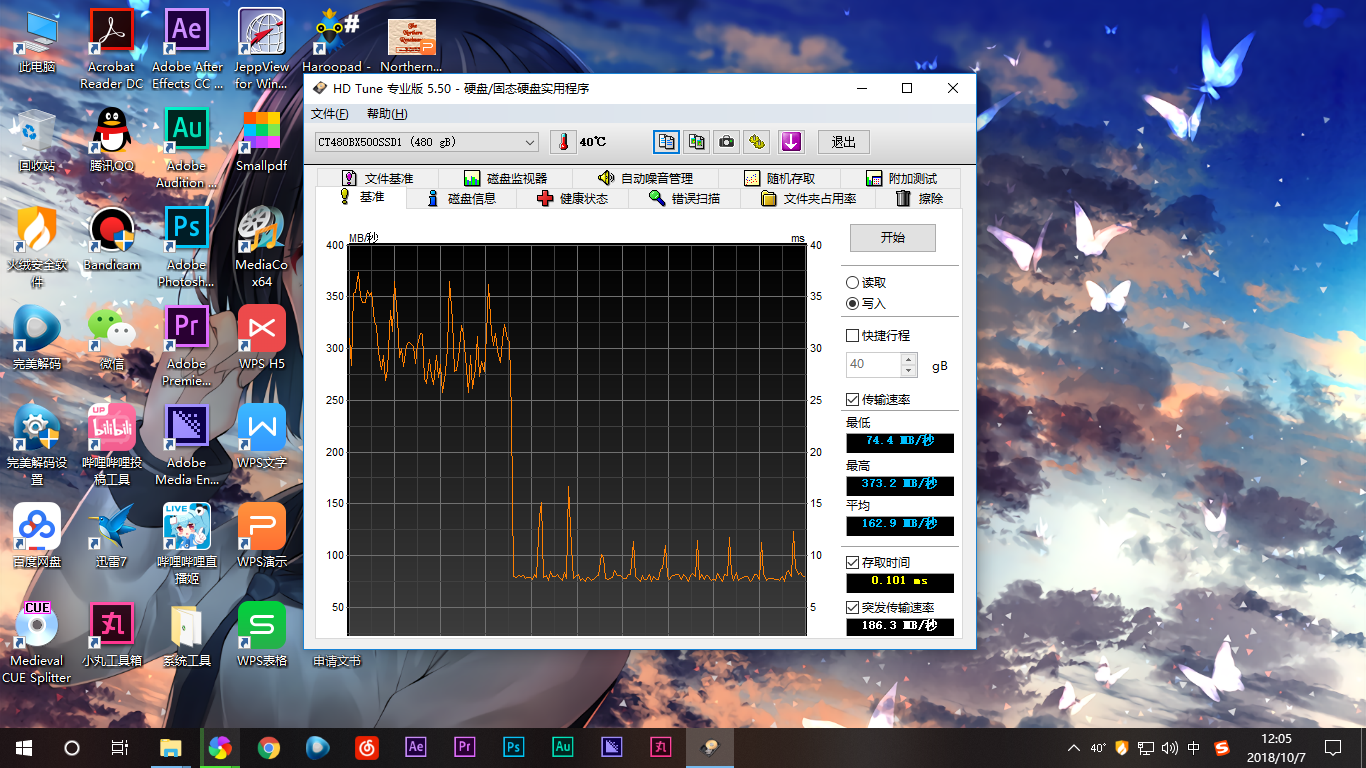 此电脑
Acrobat
Reader DC
Adobe After
Effects CC ...
JeppView
for Win...
Haroopad -
Northern...
回收站
腾讯QQ
Adobe
Audition ...
Smallpdf
火绒安全软
件
Bandicam
Adobe
Photosh...
MediaCo
x64
完美解码
微信
Adobe
Premie...
WPS H5
完美解码设
置
哔哩哔哩投
稿工具
Adobe
Media En...
WPS文字
百度网盘
迅雷7
哔哩哔哩直
播姬
WPS演示
Medieval
CUE Splitter
小丸工具箱
系统工具
WPS表格
申请文书
HD Tune 专业版 5.50 - 硬盘/固态硬盘实用程序
文件(F) 帮助(H)
CT480BX500SSD1 (480 gB)
40℃
退出
文件基准 磁盘监视器 自动噪音管理 随机存取 附加测试
基准 磁盘信息 健康状态 错误扫描 文件夹占用率 擦除
MB/秒 ms
400 40
350 35
300 30
250 25
200 20
150 15
100 10
50 5
开始
读取
写入
快捷行程
40 gB
传输速率
最低
74.4 MB/秒
最高
373.2 MB/秒
平均
162.9 MB/秒
存取时间
0.101 ms
突发传输速率
186.3 MB/秒
Ae
Pr
Ps
Au
丸
40°
中
12:05
2018/10/7